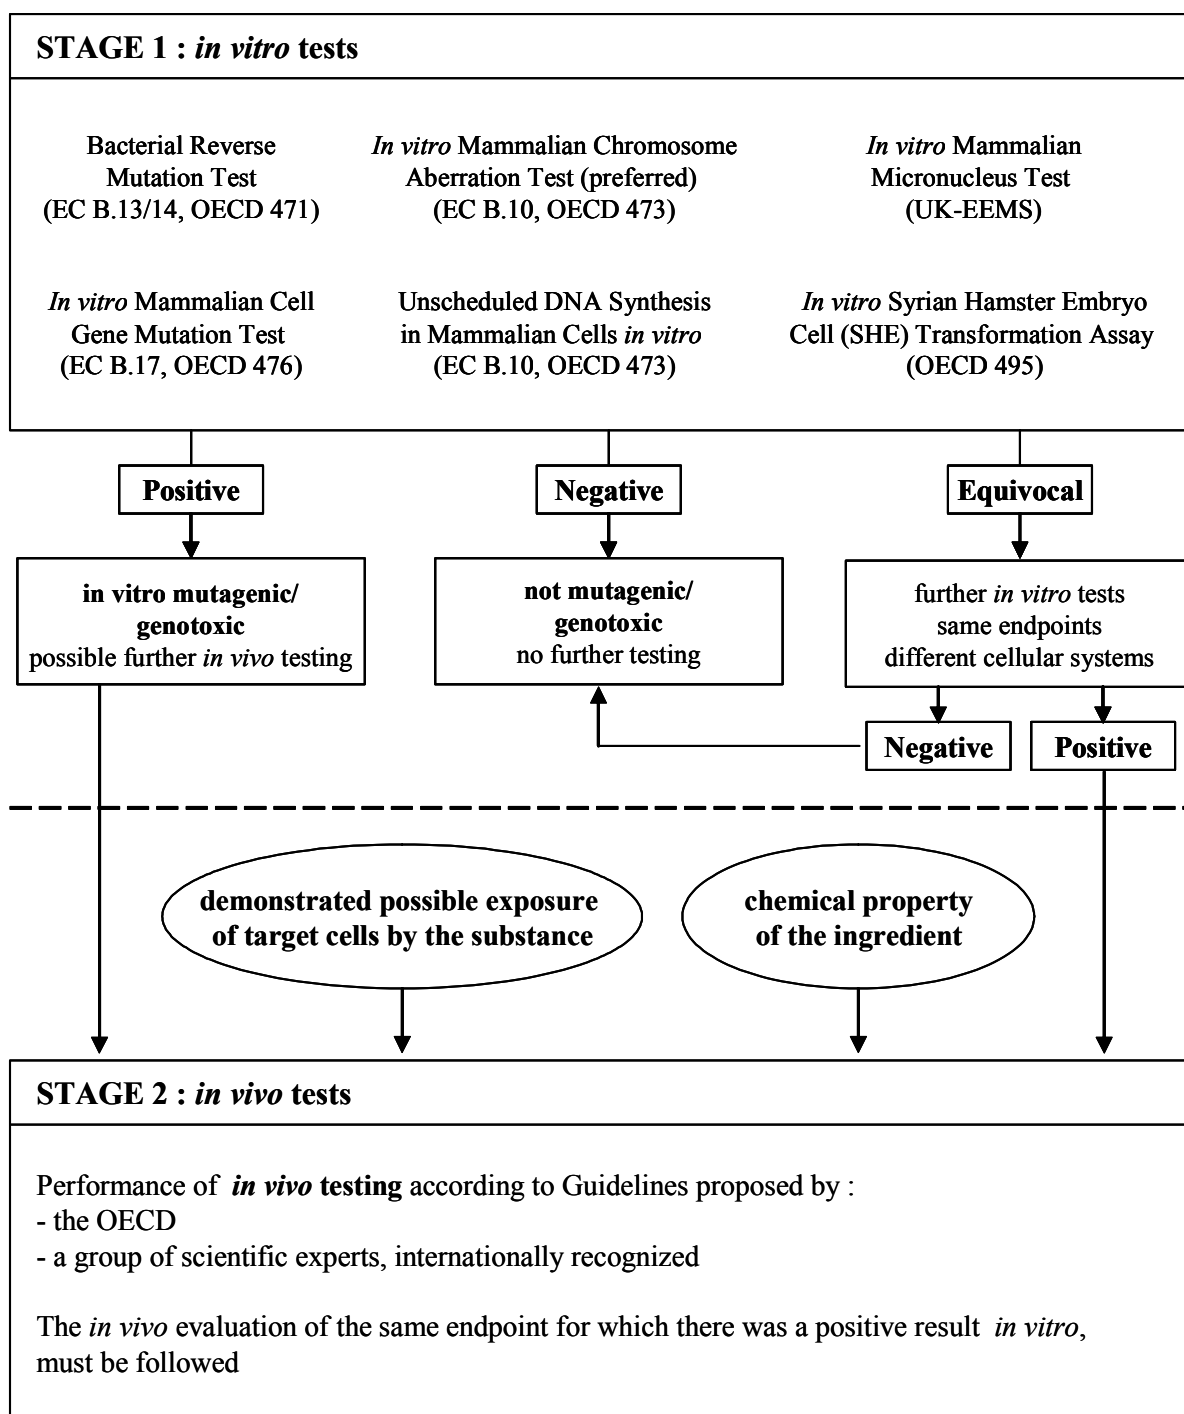 STAGE 1 : in vitro tests
Bacterial Reverse
Mutation Test
(EC B.13/14, OECD 471)
In vitro Mammalian Chromosome
Aberration Test (preferred)
(EC B.10, OECD 473)
In vitro Mammalian
Micronucleus Test
(UK-EEMS)
In vitro Mammalian Cell
Gene Mutation Test
(EC B.17, OECD 476)
Unscheduled DNA Synthesis
in Mammalian Cells in vitro
(EC B.10, OECD 473)
In vitro Syrian Hamster Embryo
Cell (SHE) Transformation Assay
(OECD 495)
Positive
Negative
Equivocal
in vitro mutagenic/
genotoxic
possible further in vivo testing
not mutagenic/
genotoxic
no further testing
further in vitro tests
same endpoints
different cellular systems
Negative
Positive
demonstrated possible exposure
of target cells by the substance
chemical property
of the ingredient
STAGE 2 : in vivo tests
Performance of in vivo testing according to Guidelines proposed by :
- the OECD
- a group of scientific experts, internationally recognized
The in vivo evaluation of the same endpoint for which there was a positive result in vitro,
must be followed